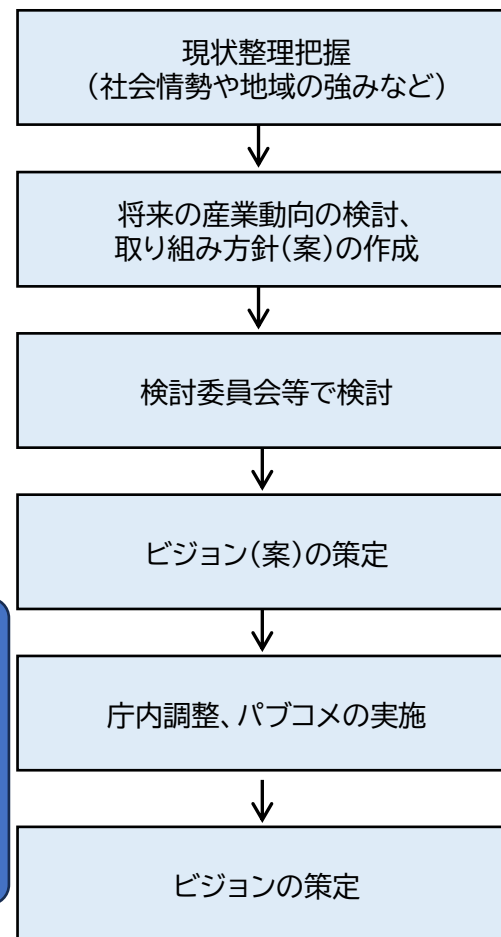 現状整理把握
（社会情勢や地域の強みなど）
将来の産業動向の検討、
取り組み方針（案）の作成
検討委員会等で検討
ビジョン（案）の策定
庁内調整、パブコメの実施
ビジョンの策定